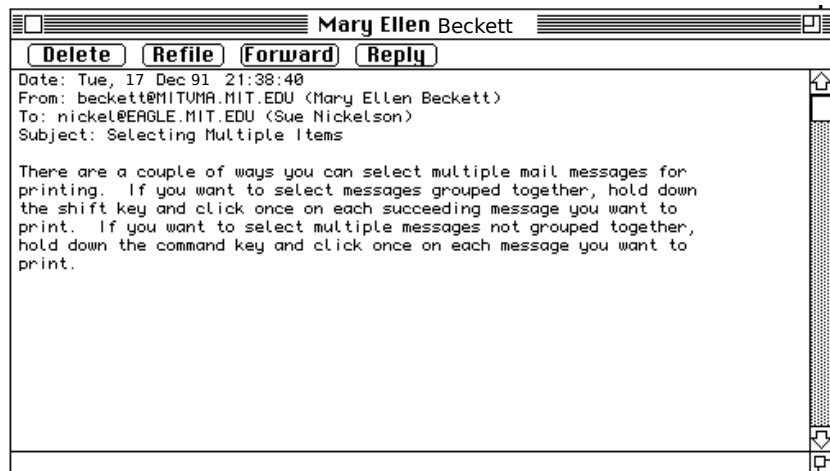 Mary Ellen Beckett
Delete Refile Forward Reply
Date: Tue, 17 Dec 91 21:38:40
From: beckett@MITVMA.MIT.EDU (Mary Ellen Beckett)
To: nickel@EAGLE.MIT.EDU (Sue Nickelson)
Subject: Selecting Multiple Items
There are a couple of ways you can select multiple mail messages for
printing.  If you want to select messages grouped together, hold down
the shift key and click once on each succeeding message you want to
print.  If you want to select multiple messages not grouped together,
hold down the command key and click once on each message you want to
print.